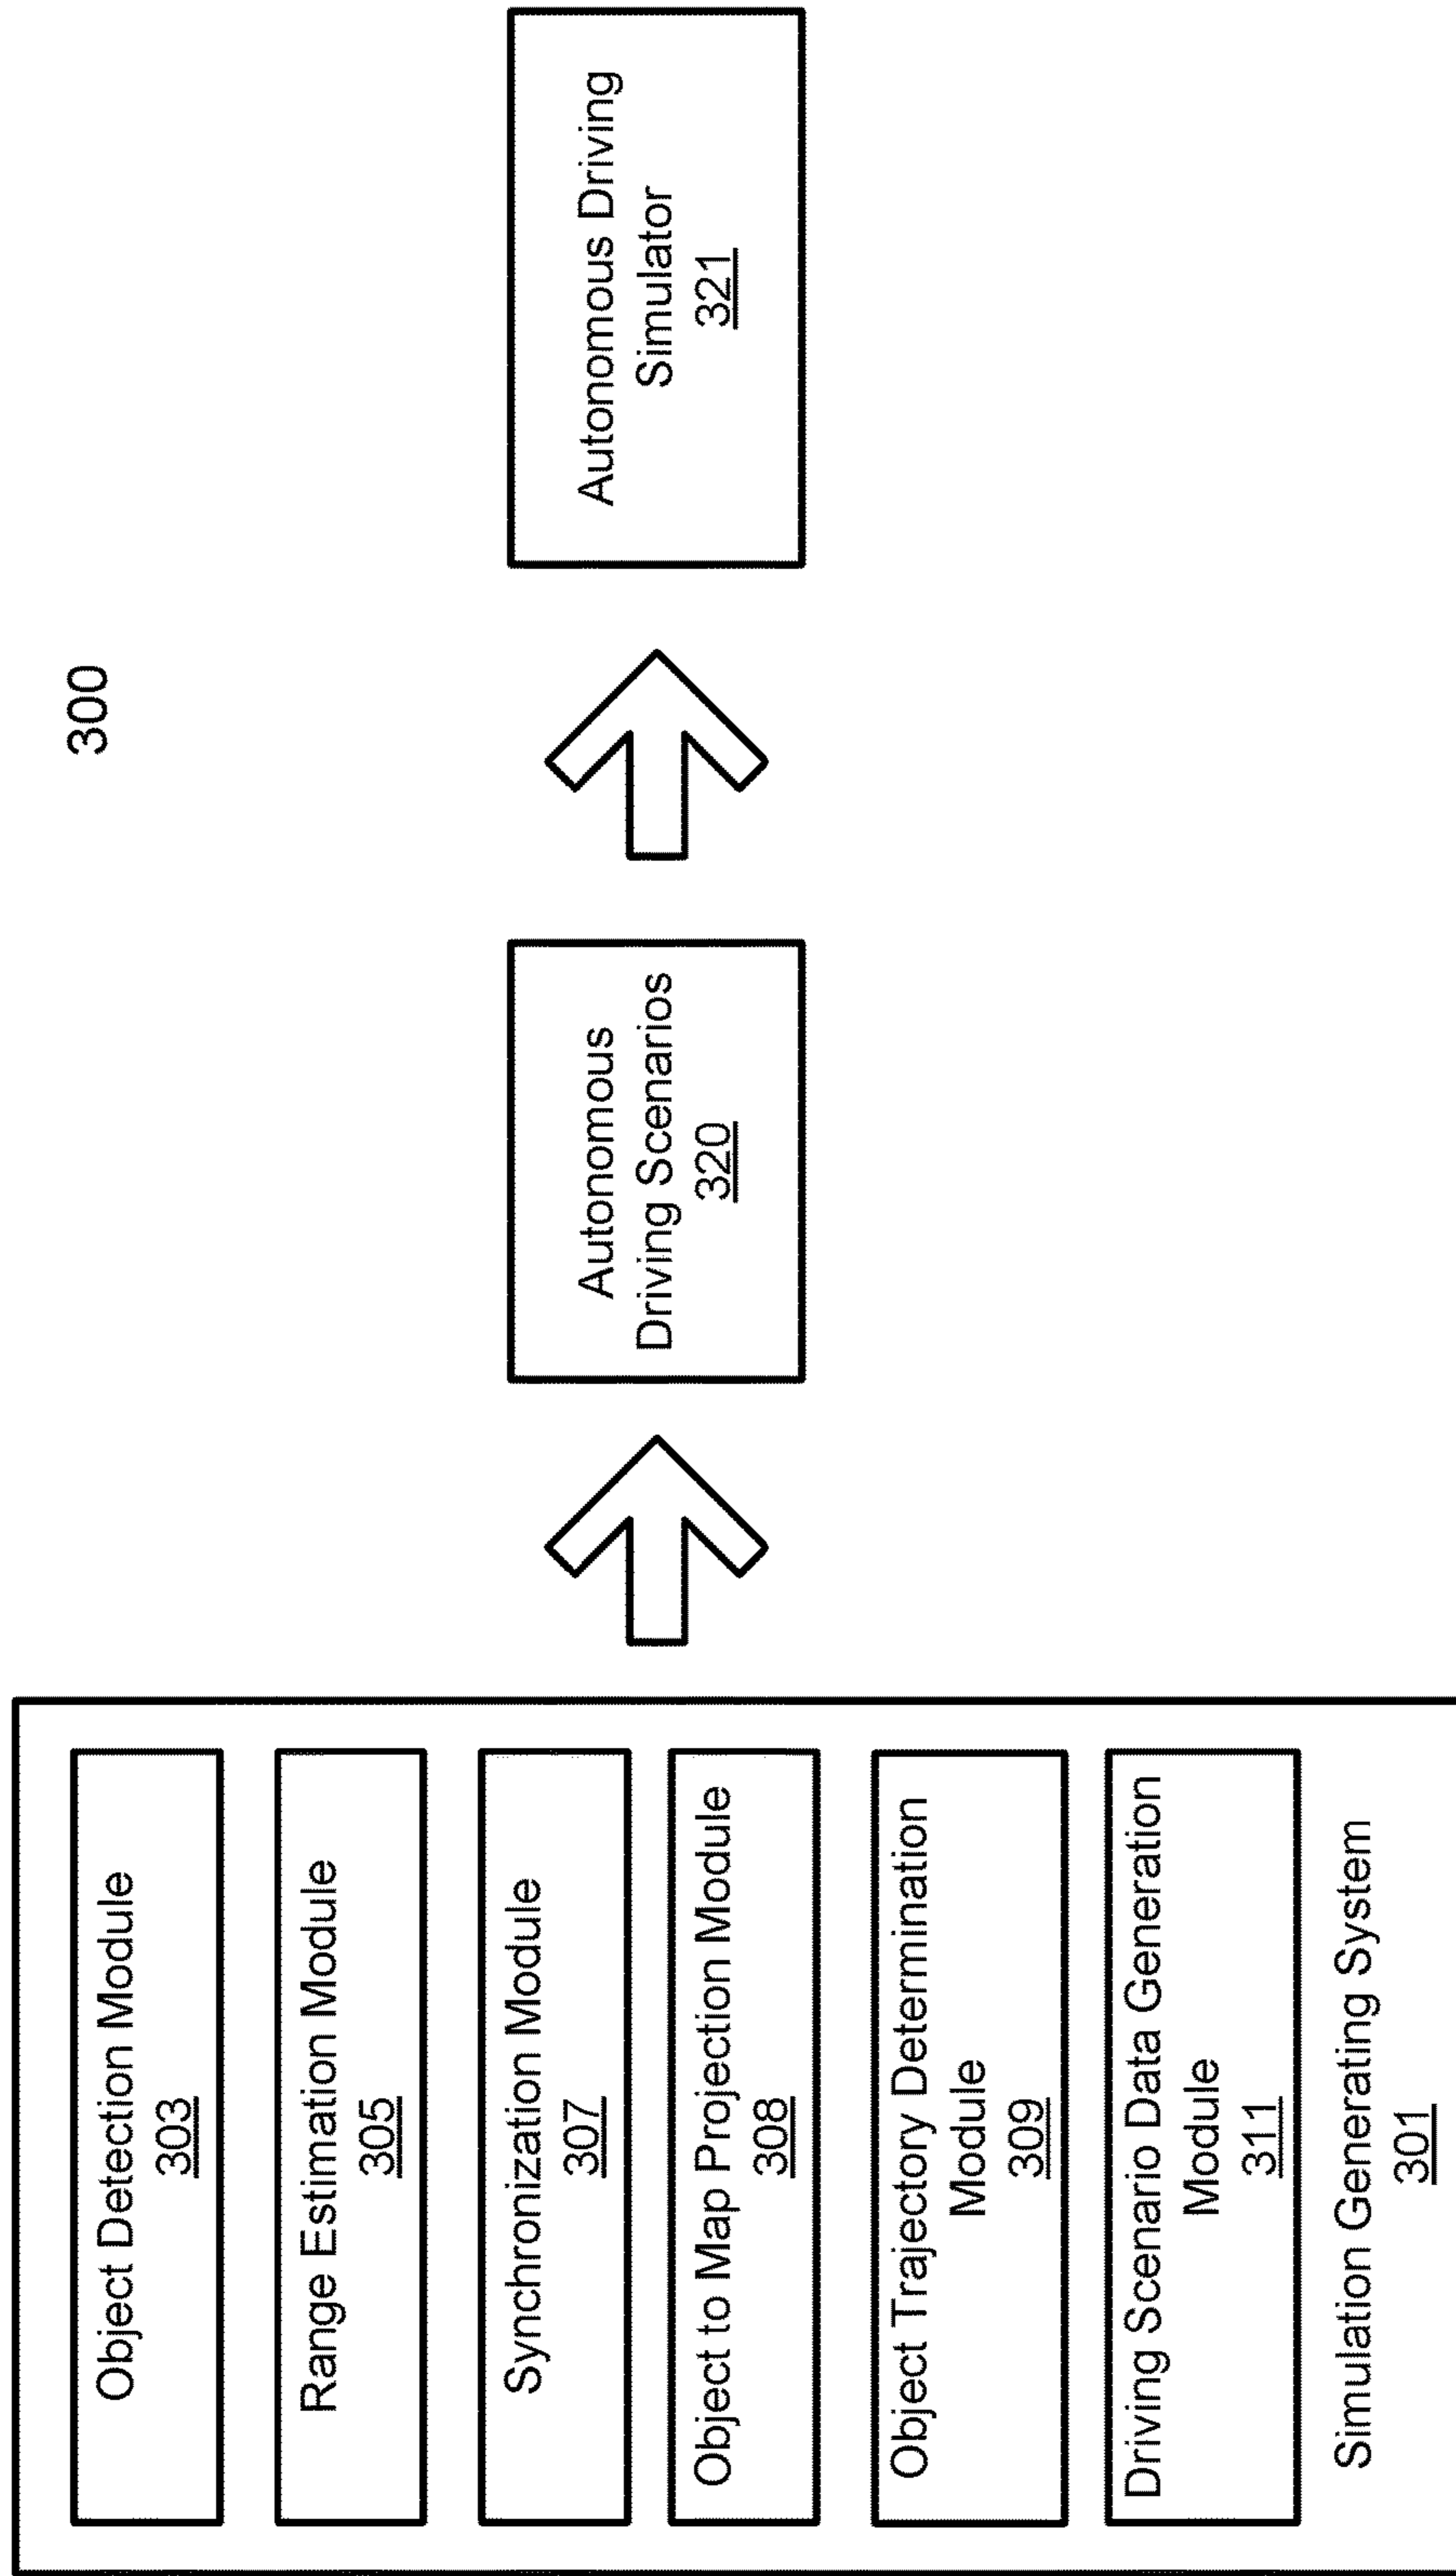 300
Object Detection Module
303
Range Estimation Module
305
Synchronization Module
307
Object to Map Projection Module
308
Object Trajectory Determination
Module
309
Driving Scenario Data Generation
Module
311
Simulation Generating System
301
Autonomous
Driving Scenarios
320
Autonomous Driving
Simulator
321